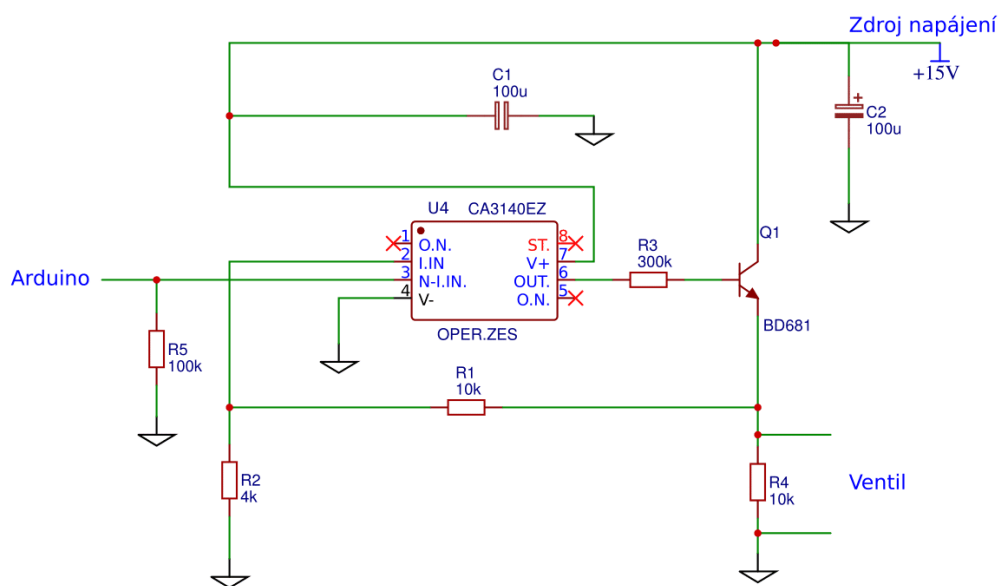 Zdroj napájení
+15V
C1
100u
+
C2
100u
U4 CA3140EZ
1 O.N.
2 I.IN
3 N-I.IN.
4 V-
ST. 8
V+ 7
OUT. 6
O.N. 5
OPER.ZES
R3
300k
Q1
BD681
Arduino
R5
100k
R1
10k
R2
4k
R4
10k
Ventil